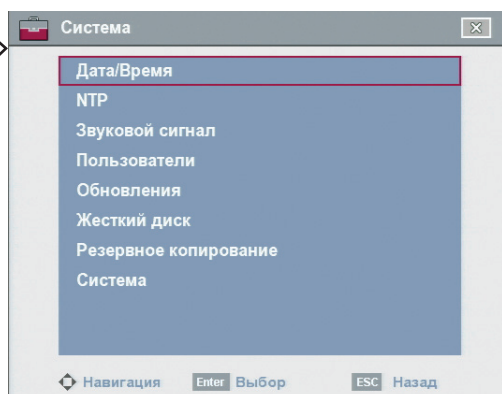 Система
Дата/Время
NTP
Звуковой сигнал
Пользователи
Обновления
Жесткий диск
Резервное копирование
Система
Навигация Enter Выбор ESC Назад